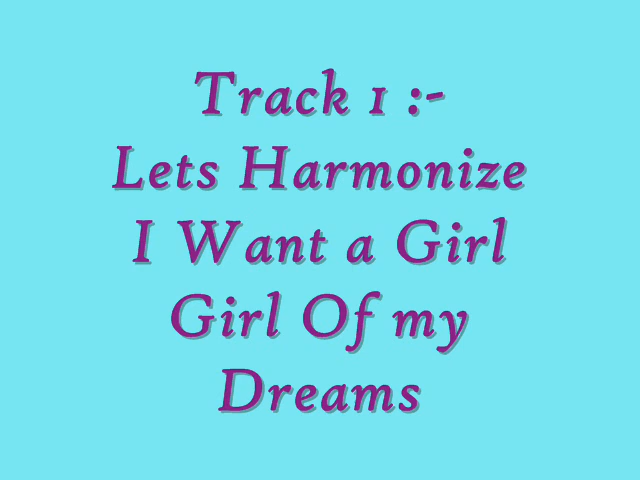 Track 1 :-
Lets Harmonize
I Want a Girl
Girl Of my
Dreams